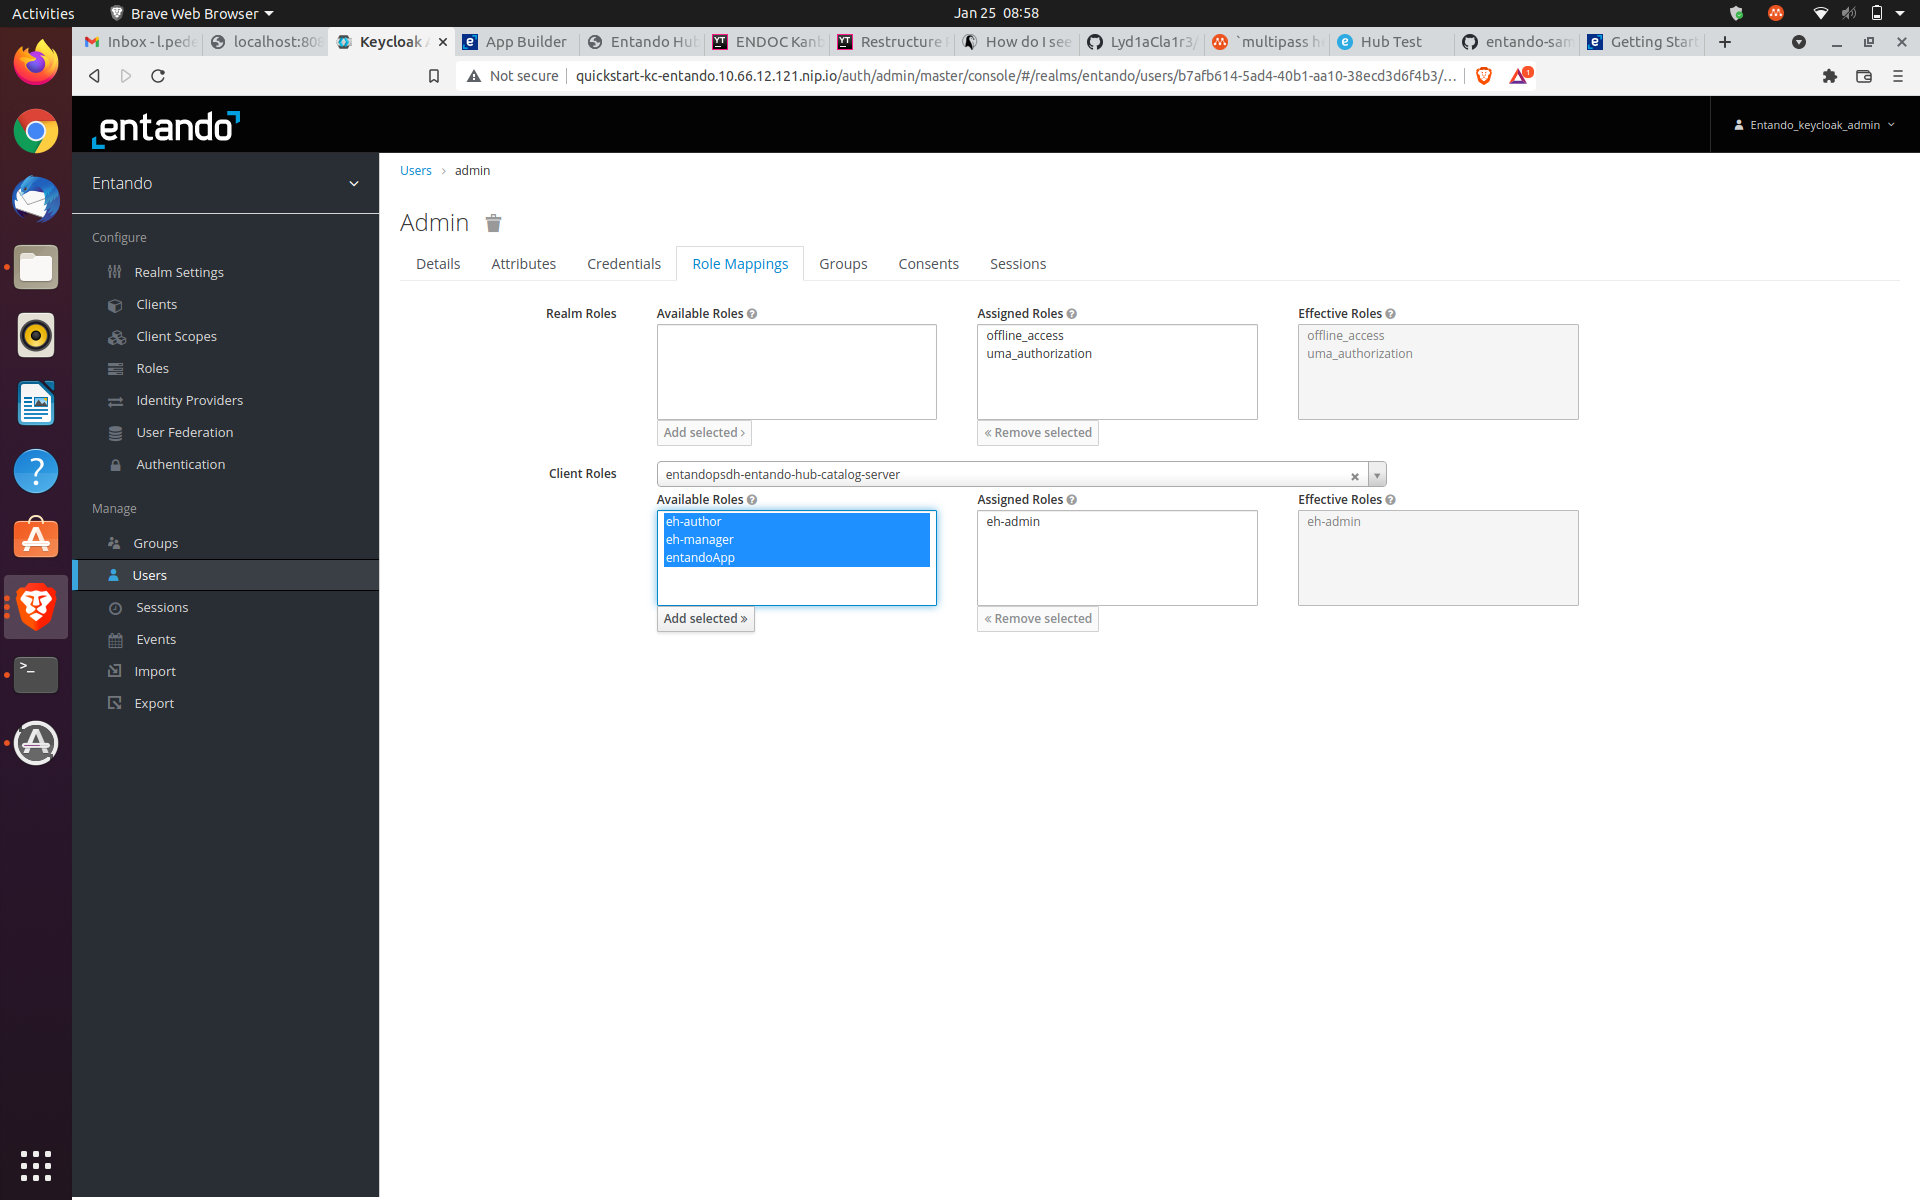 Activities
Brave Web Browser
Jan 25 08:58
Inbox - l.pede
localhost:808
Keycloak A
App Builder
Entando Hu
ENDOC Kanb
Restructure
How do I see
Lyd1aCla1r3/
`multipass h
Hub Test
entando-sam
Getting Start
Not secure
quickstart-kc-entando.10.66.12.121.nip.io/auth/admin/master/console/#/realms/entando/users/b7afb614-5ad4-40b1-aa10-38ecd3d6f4b3/...
1
entando
Entando_keycloak_admin
Entando
Configure
Realm Settings
Clients
Client Scopes
Roles
Identity Providers
User Federation
Authentication
Manage
Groups
Users
Sessions
Events
Import
Export
Users > admin
Admin
Details
Attributes
Credentials
Role Mappings
Groups
Consents
Sessions
Realm Roles
Available Roles
Add selected ›
Assigned Roles
offline_access
uma_authorization
« Remove selected
Effective Roles
offline_access
uma_authorization
Client Roles
entandopsdh-entando-hub-catalog-server
Available Roles
eh-author
eh-manager
entandoApp
Add selected »
Assigned Roles
eh-admin
« Remove selected
Effective Roles
eh-admin